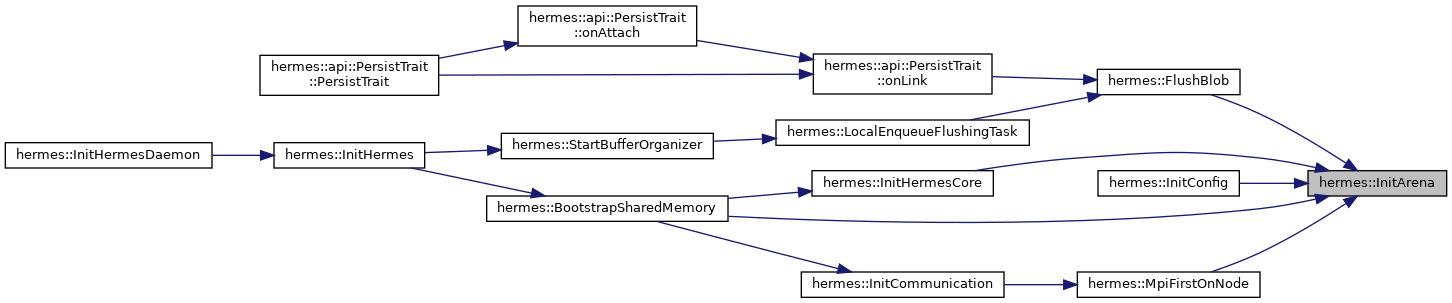 hermes::api::PersistTrait
::onAttach
hermes::api::PersistTrait
::PersistTrait
hermes::api::PersistTrait
::onLink
hermes::FlushBlob
hermes::LocalEnqueueFlushingTask
hermes::StartBufferOrganizer
hermes::InitHermesDaemon
hermes::InitHermes
hermes::InitHermesCore
hermes::InitConfig
hermes::InitArena
hermes::BootstrapSharedMemory
hermes::InitCommunication
hermes::MpiFirstOnNode